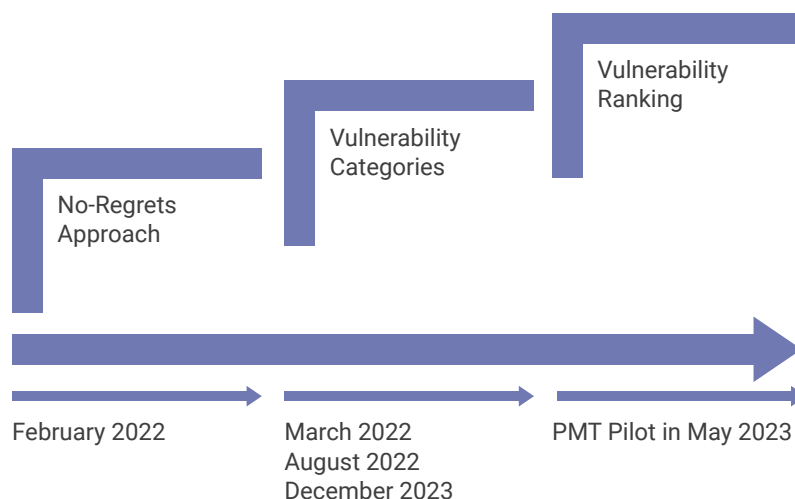 No-Regrets
Approach
Vulnerability
Categories
Vulnerability
Ranking
February 2022
March 2022
August 2022
December 2023
PMT Pilot in May 2023